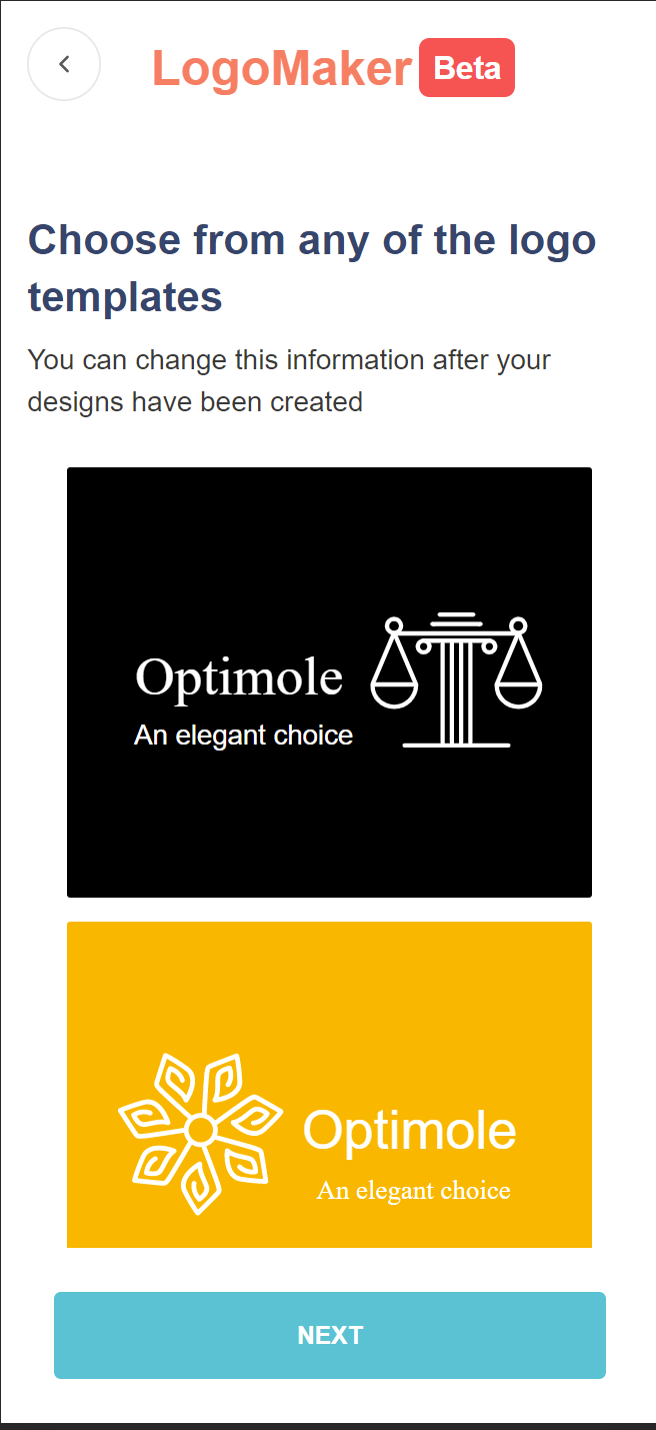 LogoMaker Beta
Choose from any of the logo
templates
You can change this information after your
designs have been created
Optimole
An elegant choice
Optimole
An elegant choice
NEXT